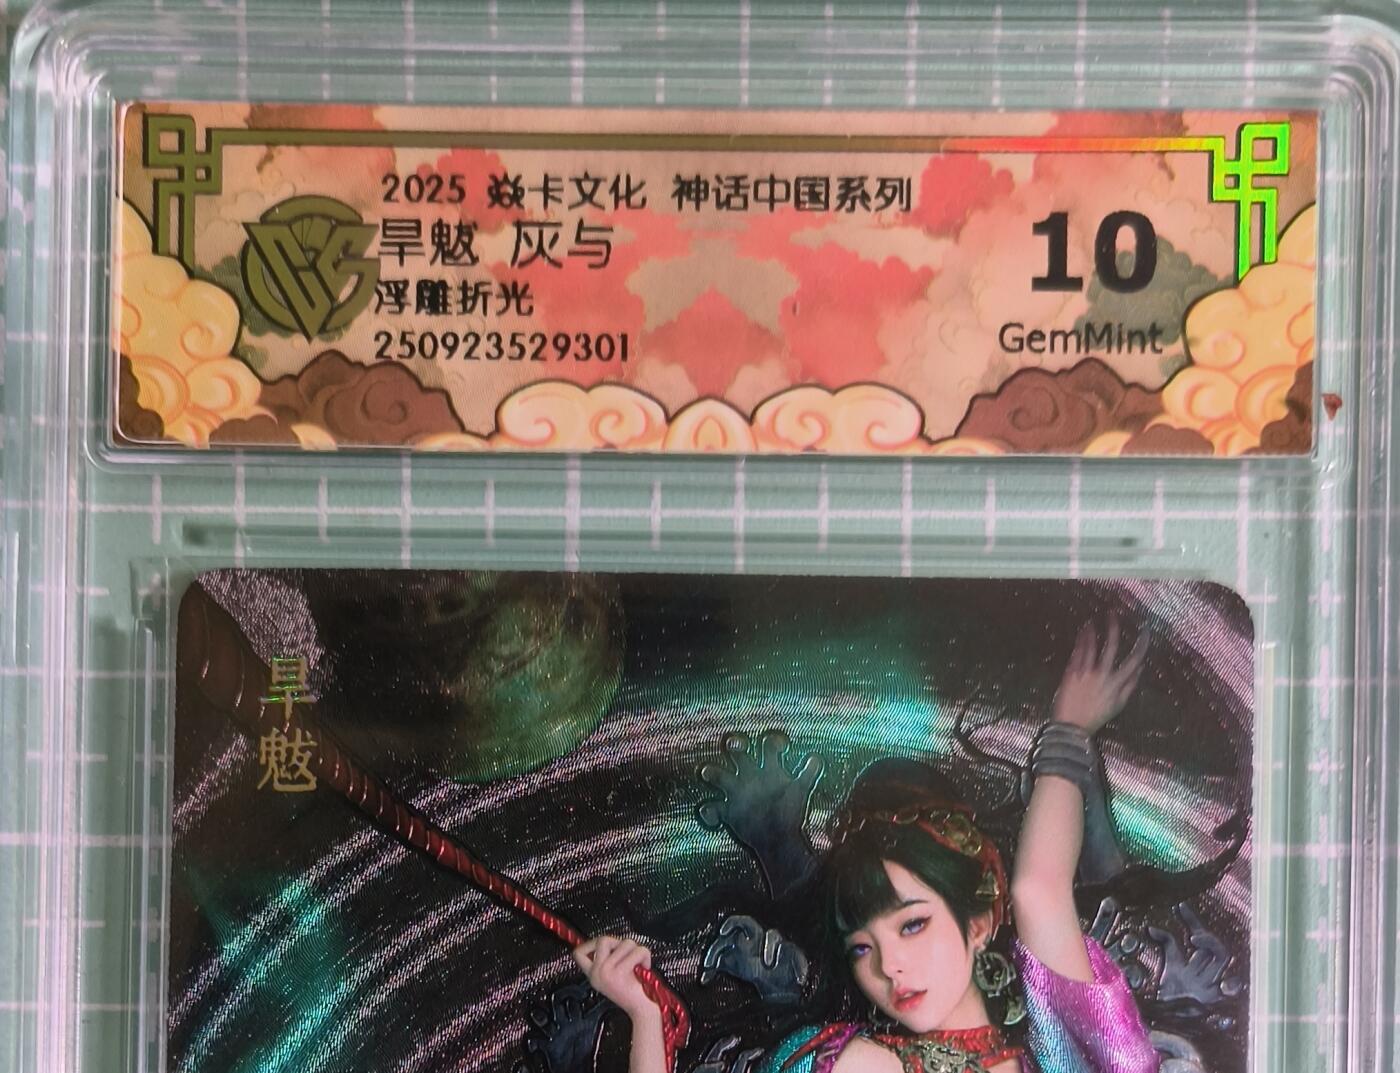 2025 焱卡文化 神话中国系列
旱魃 灰与
浮雕折光
250923529301
10
GemMint
旱魃